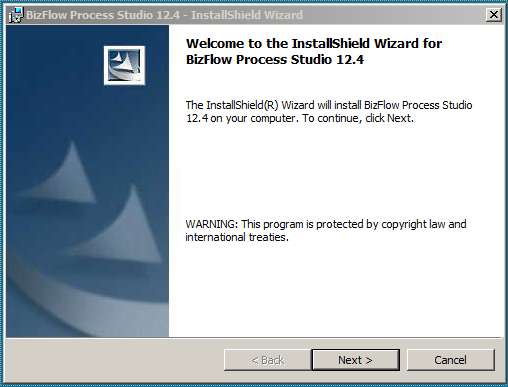 BizFlow Process Studio 12.4 - InstallShield Wizard
Welcome to the InstallShield Wizard for
BizFlow Process Studio 12.4
The InstallShield(R) Wizard will install BizFlow Process Studio
12.4 on your computer. To continue, click Next.
WARNING: This program is protected by copyright law and
international treaties.
< Back Next > Cancel